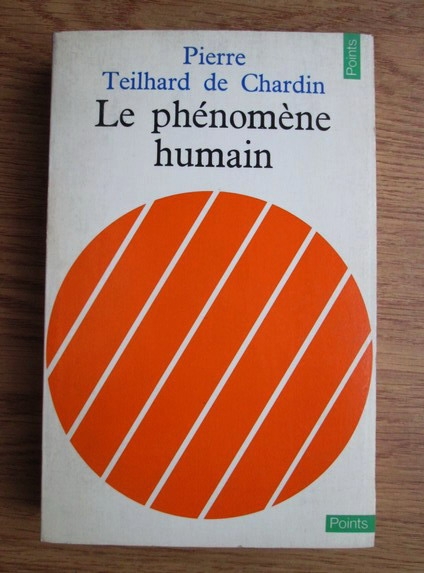 Points
Pierre
Teilhard de Chardin
Le phénomène
humain
Points